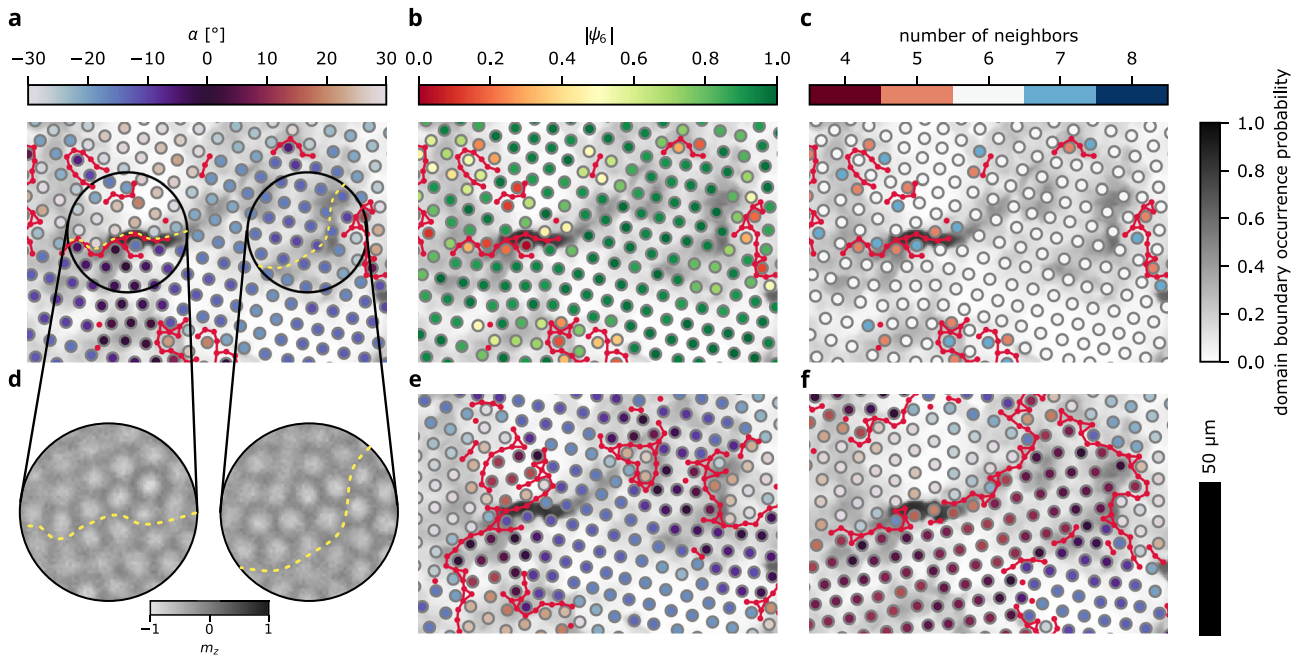 a
α [°]
−30 −20 −10 0 10 20 30
b
|ψ6|
0.0 0.2 0.4 0.6 0.8 1.0
c
number of neighbors
4 5 6 7 8
1.0
0.8
0.6
0.4
0.2
0.0
domain boundary occurrence probability
d
−1 0 1
mz
e
f
50 µm